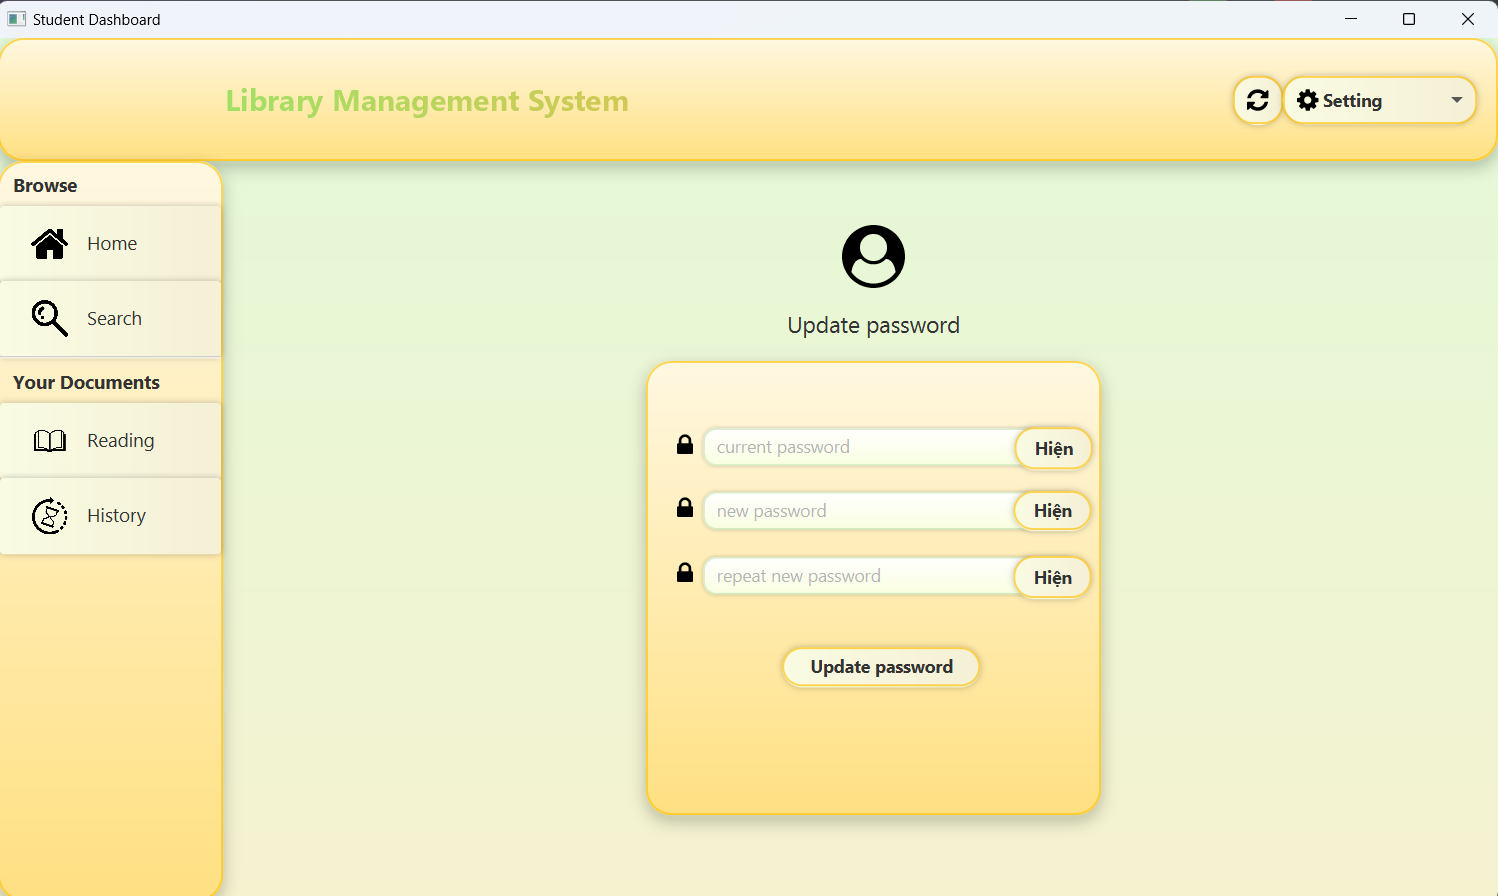 Student Dashboard
Library Management System
Setting
Browse
Home
Search
Your Documents
Reading
History
Update password
current password
Hiện
new password
Hiện
repeat new password
Hiện
Update password